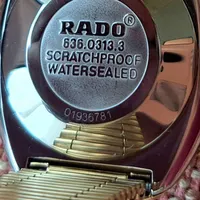 RADO®
636.0313.3
SCRATCHPROOF
WATERSEALED
01936781